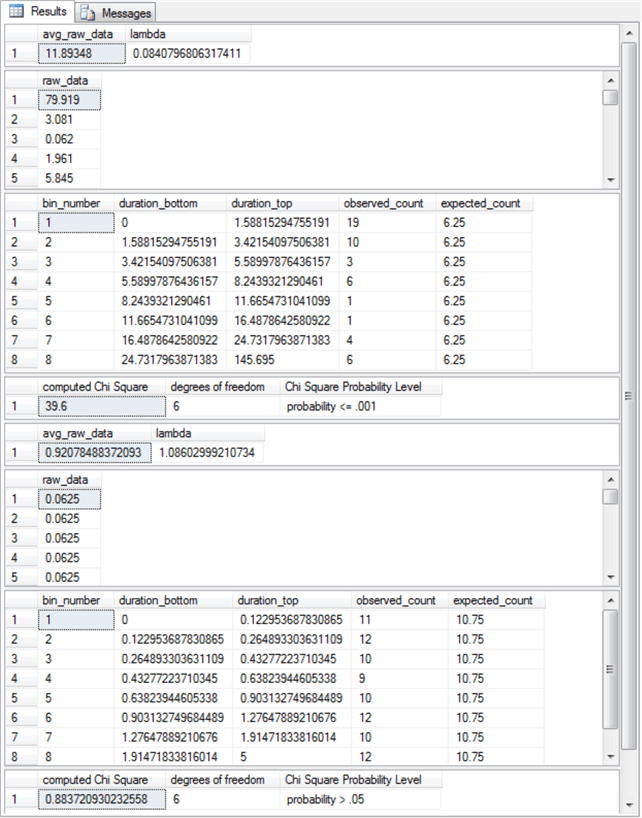 Results Messages
avg_raw_data lambda
1 11.89348 0.0840796806317411
raw_data
1 79.919
2 3.081
3 0.062
4 1.961
5 5.845
bin_number duration_bottom duration_top observed_count expected_count
1 1 0 1.58815294755191 19 6.25
2 2 1.58815294755191 3.42154097506381 10 6.25
3 3 3.42154097506381 5.58997876436157 3 6.25
4 4 5.58997876436157 8.2439321290461 6 6.25
5 5 8.2439321290461 11.6654731041099 1 6.25
6 6 11.6654731041099 16.4878642580922 1 6.25
7 7 16.4878642580922 24.7317963871383 4 6.25
8 8 24.7317963871383 145.695 6 6.25
computed Chi Square degrees of freedom Chi Square Probability Level
1 39.6 6 probability <= .001
avg_raw_data lambda
1 0.92078488372093 1.08602999210734
raw_data
1 0.0625
2 0.0625
3 0.0625
4 0.0625
5 0.0625
bin_number duration_bottom duration_top observed_count expected_count
1 1 0 0.122953687830865 11 10.75
2 2 0.122953687830865 0.264893303631109 12 10.75
3 3 0.264893303631109 0.43277223710345 10 10.75
4 4 0.43277223710345 0.63823944605338 9 10.75
5 5 0.63823944605338 0.903132749684489 10 10.75
6 6 0.903132749684489 1.27647889210676 12 10.75
7 7 1.27647889210676 1.91471833816014 10 10.75
8 8 1.91471833816014 5 12 10.75
computed Chi Square degrees of freedom Chi Square Probability Level
1 0.883720930232558 6 probability > .05